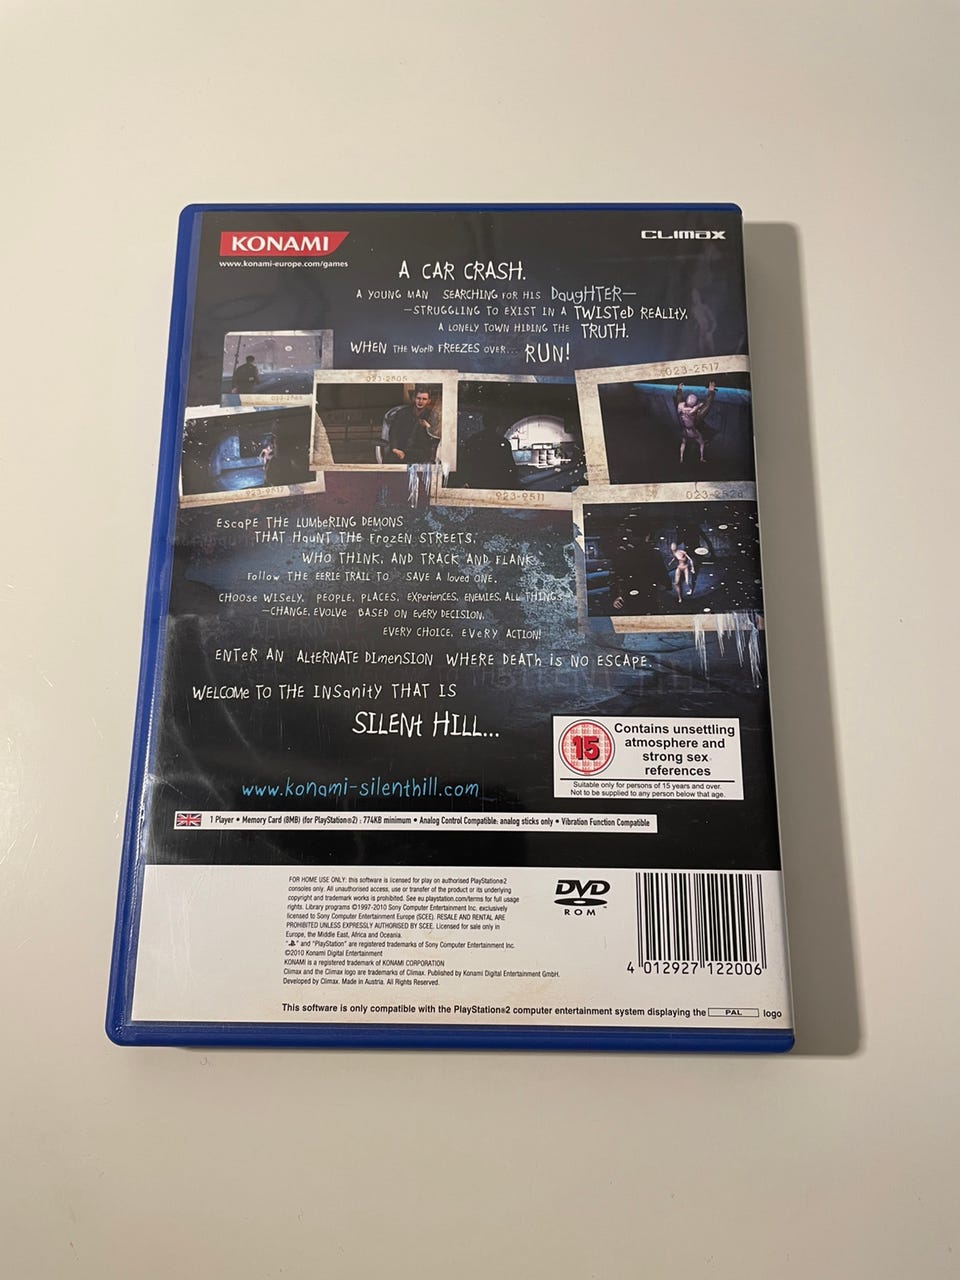 KONAMI
www.konami-europe.com/games
CLIMAX
A CAR CRASH.
A YOUNG MAN SEARCHING FOR HIS DaugHTER—
—STRUGGLING TO EXIST IN A TWISTeD REALiTY,
A LONELY TOWN HIDING THE TRUTH.
WHEN THE WoRlD FREEZES OVER... RUN!
023-2505
023-2517
023-9517
923-9511
EScaPE THE LUMbeRING DEMONS
THAT HauNT THE FroZEN STREETS,
WHO THINK, AND TRACK AND FLANK.
Follow THE EERIE TRAIL TO SAVE A loved ONE.
CHOoSE WISeLy. PEOPLE, PLACES, EXPerienCES, ENEMIES, ALL THINGS
—CHANGE, EVOLVe BASED ON EVERY DECISION,
EVERY CHOICE, EVeRY ACTION!
ENTeR AN ALtERNATE DImenSION WHERE DEATh iS NO ESCAPE.
WELCOMe TO THE INSanITY THAT IS
SILENt HILL...
www.konami-silenthill.com
15
Contains unsettling
atmosphere and
strong sex
references
Suitable only for persons of 15 years and over.
Not to be supplied to any person below that age.
1 Player • Memory Card (8MB) (for PlayStation®2) : 774KB minimum • Analog Control Compatible: analog sticks only • Vibration Function Compatible
FOR HOME USE ONLY: this software is licensed for play on authorised PlayStation®2
consoles only. All unauthorised access, use or transfer of the product or its underlying
copyright and trademark works is prohibited. See eu.playstation.com/terms for full usage
rights. Library programs ©1997-2010 Sony Computer Entertainment Inc. exclusively
licensed to Sony Computer Entertainment Europe (SCEE). RESALE AND RENTAL ARE
PROHIBITED UNLESS EXPRESSLY AUTHORISED BY SCEE. Licensed for sale only in
Europe, the Middle East, Africa and Oceania.
" " and "PlayStation" are registered trademarks of Sony Computer Entertainment Inc.
©2010 Konami Digital Entertainment
KONAMI is a registered trademark of KONAMI CORPORATION
Climax and the Climax logo are trademarks of Climax. Published by Konami Digital Entertainment GmbH.
Developed by Climax. Made in Austria. All Rights Reserved.
DVD
ROM
4 012927 122006
This software is only compatible with the PlayStation®2 computer entertainment system displaying the PAL logo